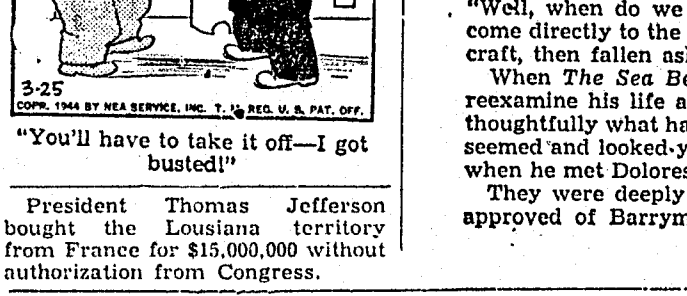 3-25
COPR. 1944 BY NEA SERVICE, INC. T. M. REG. U. S. PAT. OFF.
"You'll have to take it off—I got
busted!"
President Thomas Jefferson
bought the Lousiana territory
from France for $15,000,000 without
authorization from Congress.
"Well, when do we
come directly to the
craft, then fallen as
When The Sea Be
reexamine his life a
thoughtfully what ha
seemed and looked
when he met Dolores
They were deeply
approved of Barrym